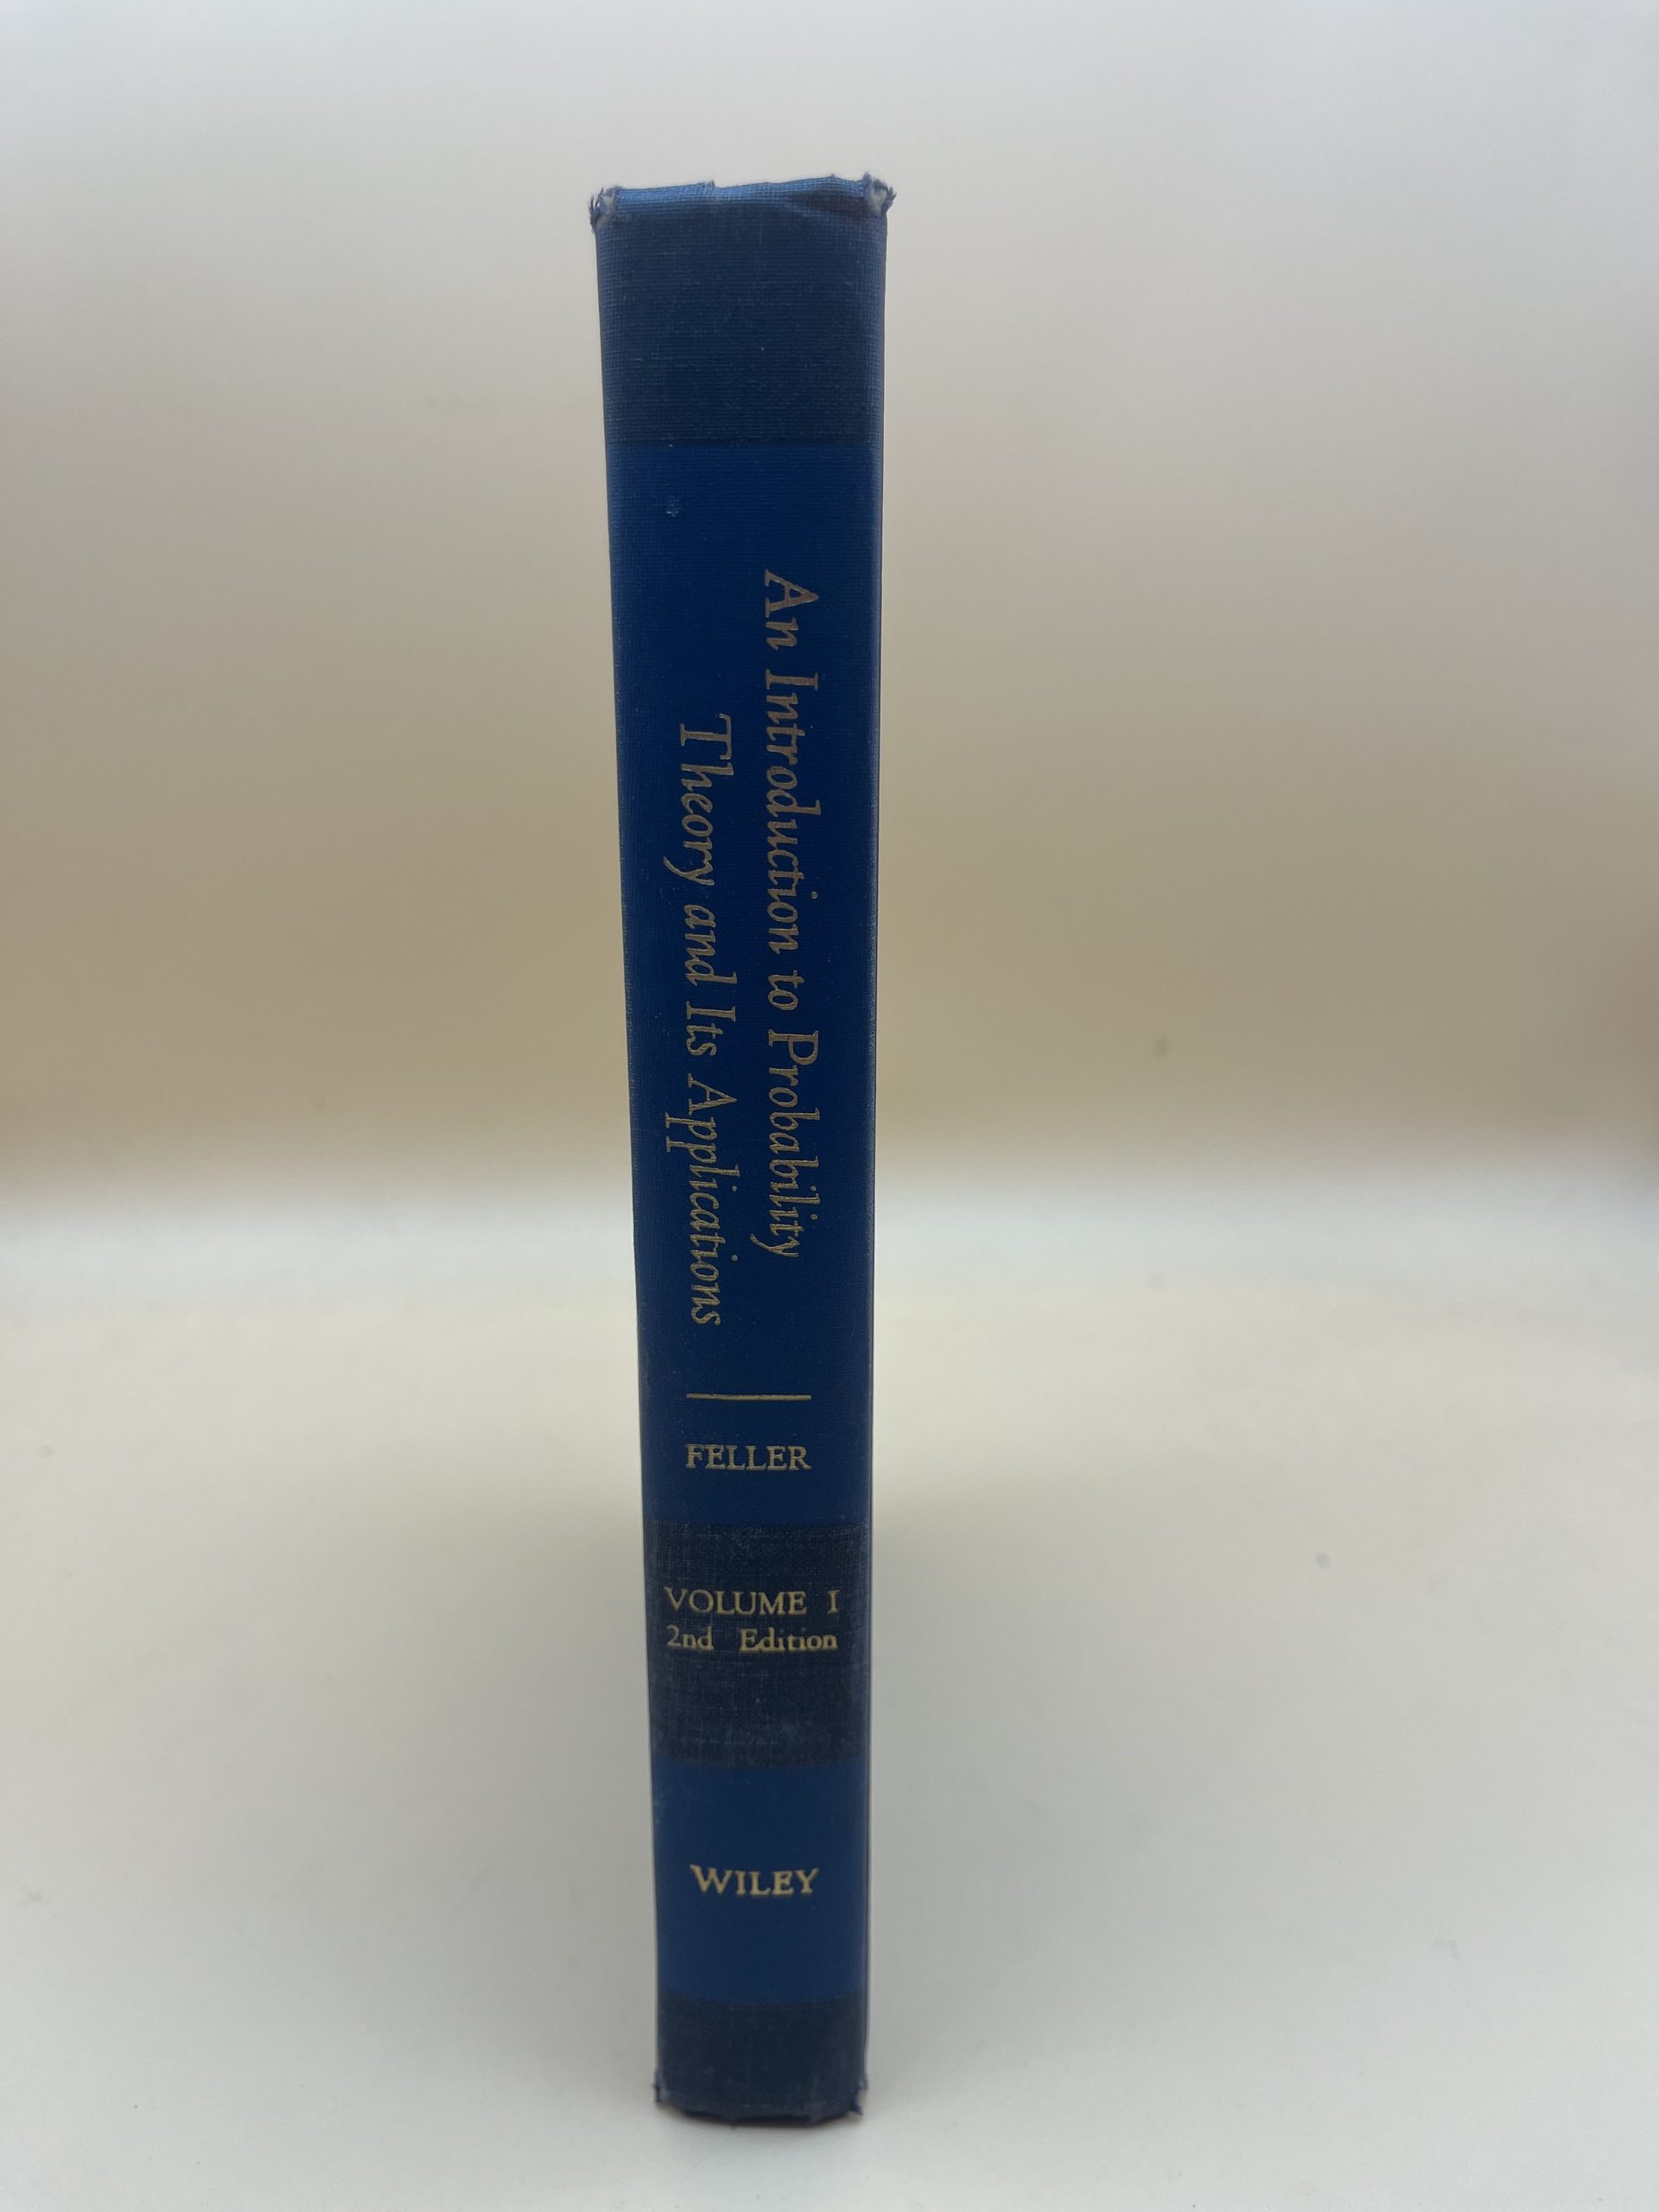 An Introduction to Probability
Theory and Its Applications
FELLER
VOLUME I
2nd Edition
WILEY